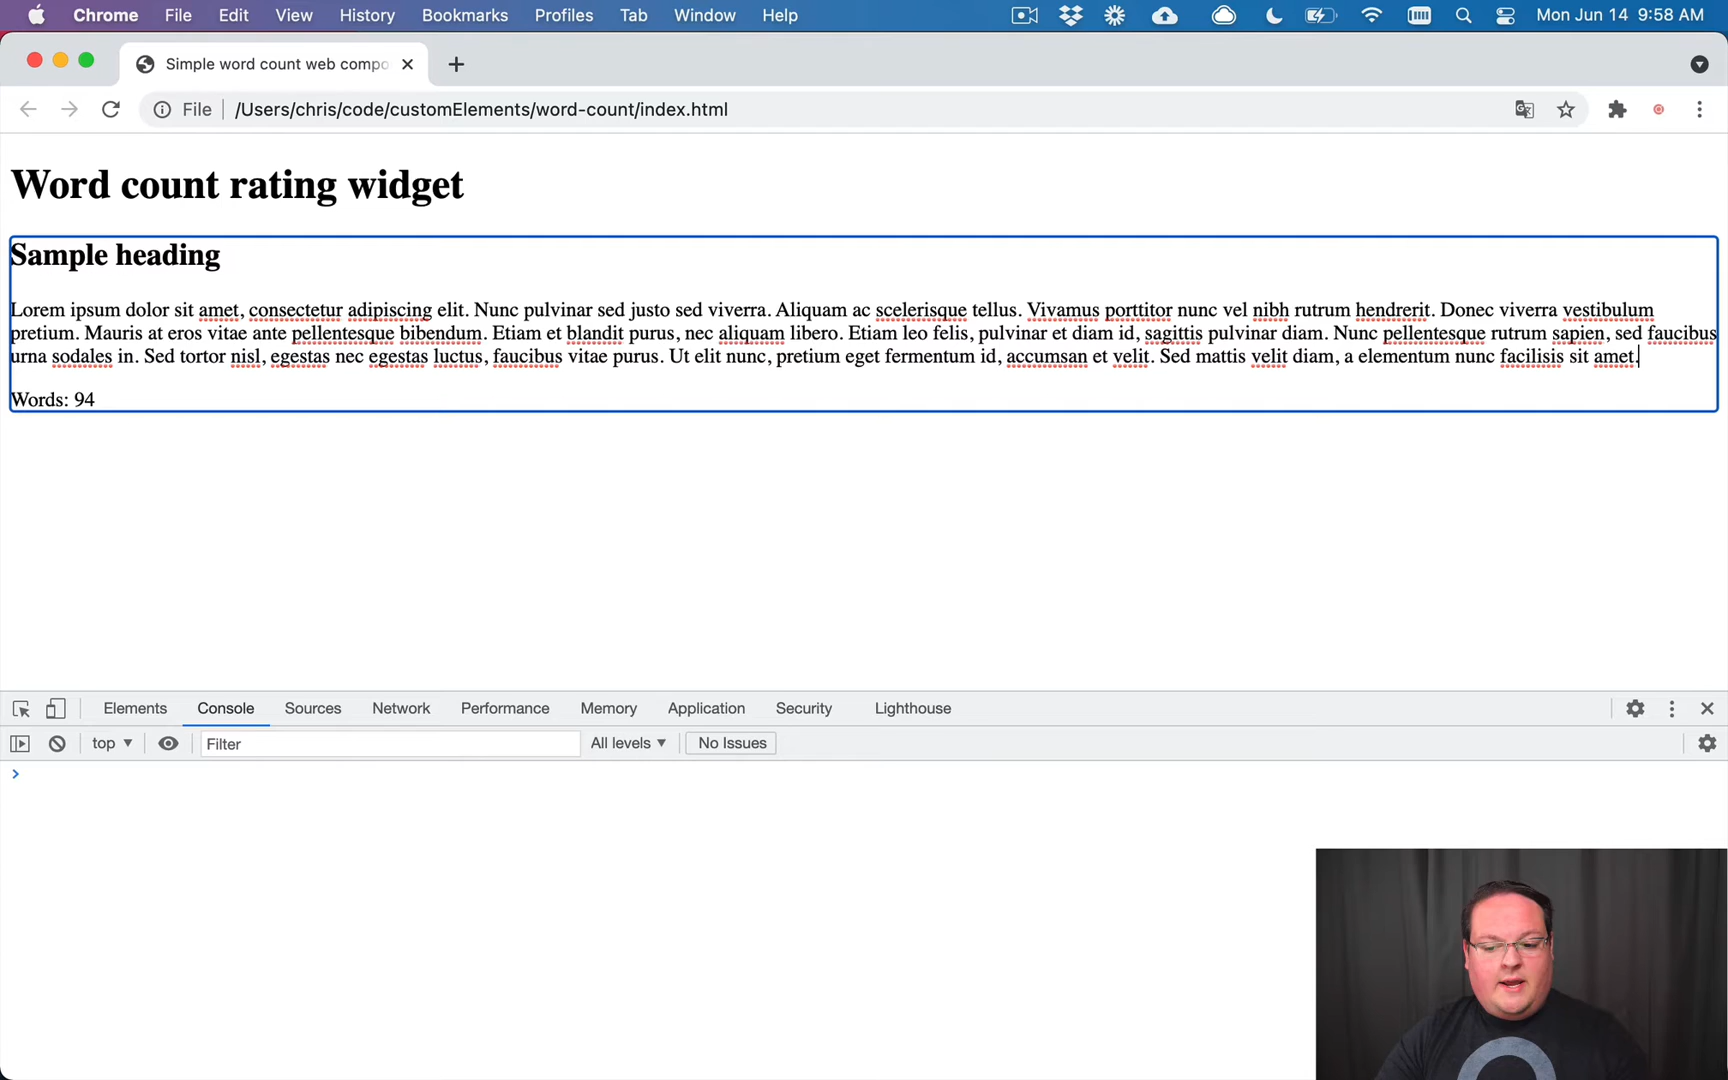 Chrome File Edit View History Bookmarks Profiles Tab Window Help Mon Jun 14 9:58 AM
Simple word count web compo
File /Users/chris/code/customElements/word-count/index.html
Word count rating widget
Sample heading
Lorem ipsum dolor sit amet, consectetur adipiscing elit. Nunc pulvinar sed justo sed viverra. Aliquam ac scelerisque tellus. Vivamus porttitor nunc vel nibh rutrum hendrerit. Donec viverra vestibulum
pretium. Mauris at eros vitae ante pellentesque bibendum. Etiam et blandit purus, nec aliquam libero. Etiam leo felis, pulvinar et diam id, sagittis pulvinar diam. Nunc pellentesque rutrum sapien, sed faucibus
urna sodales in. Sed tortor nisl, egestas nec egestas luctus, faucibus vitae purus. Ut elit nunc, pretium eget fermentum id, accumsan et velit. Sed mattis velit diam, a elementum nunc facilisis sit amet.
Words: 94
Elements Console Sources Network Performance Memory Application Security Lighthouse
top Filter All levels No Issues